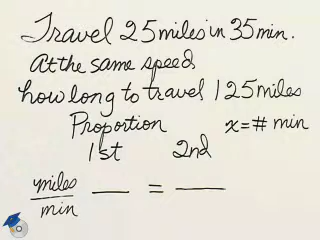 Travel 25 miles in 35 min.
At the same speed
how long to travel 125 miles
Proportion x = # min
1st 2nd
miles
min
=